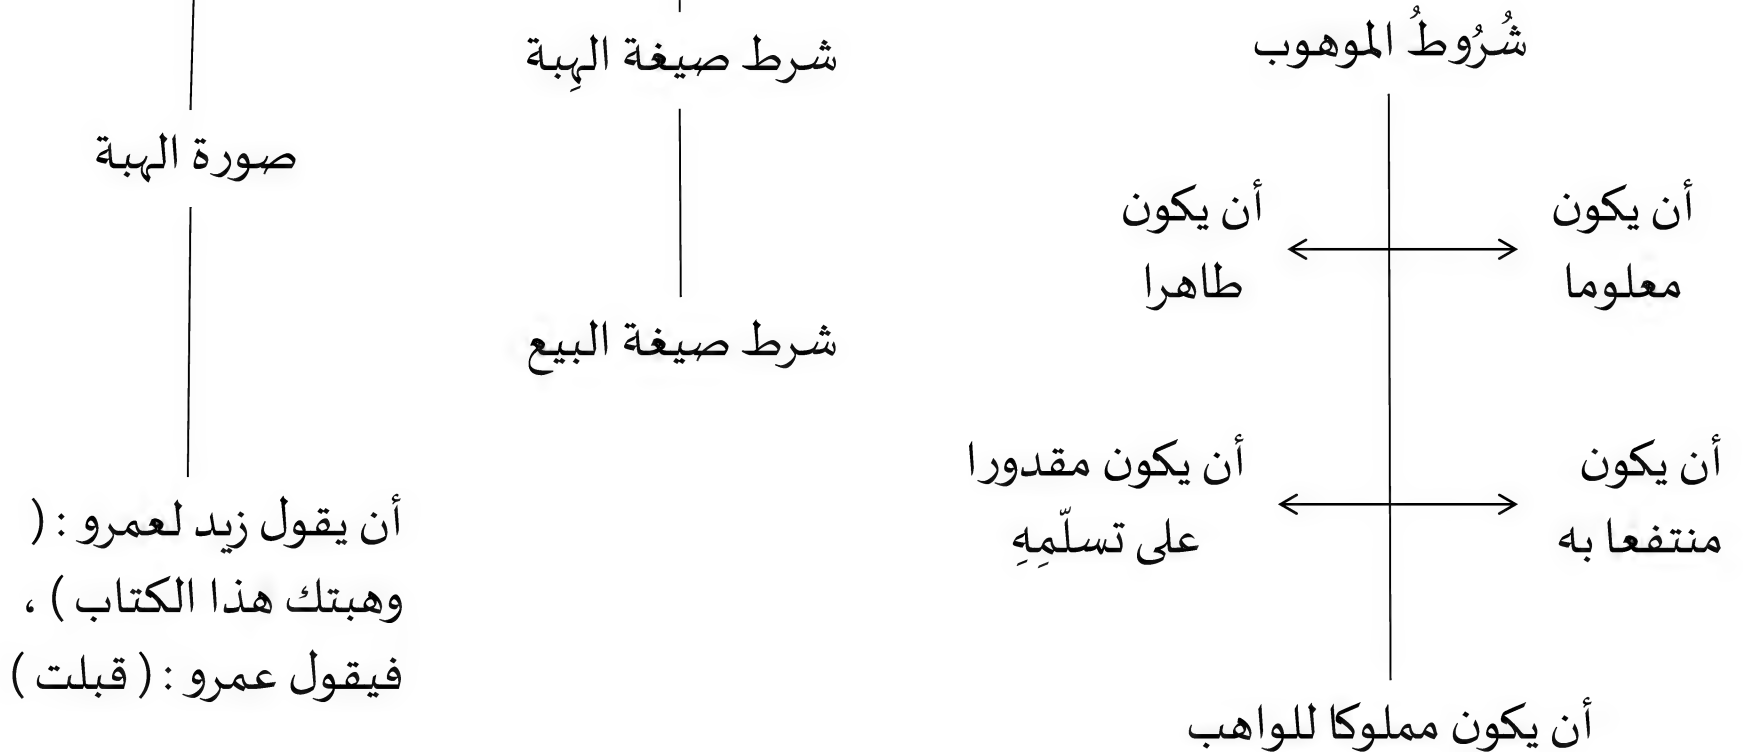 شُرُوطُ الموهوب
أن يكون
معلوما
أن يكون
طاهرا
أن يكون
منتفعا به
أن يكون مقدورا
على تسلّمِهِ
أن يكون مملوكا للواهب
شرط صيغة الهِبة
شرط صيغة البيع
صورة الهبة
أن يقول زيد لعمرو : (
وهبتك هذا الكتاب ) ،
فيقول عمرو : ( قبلت )